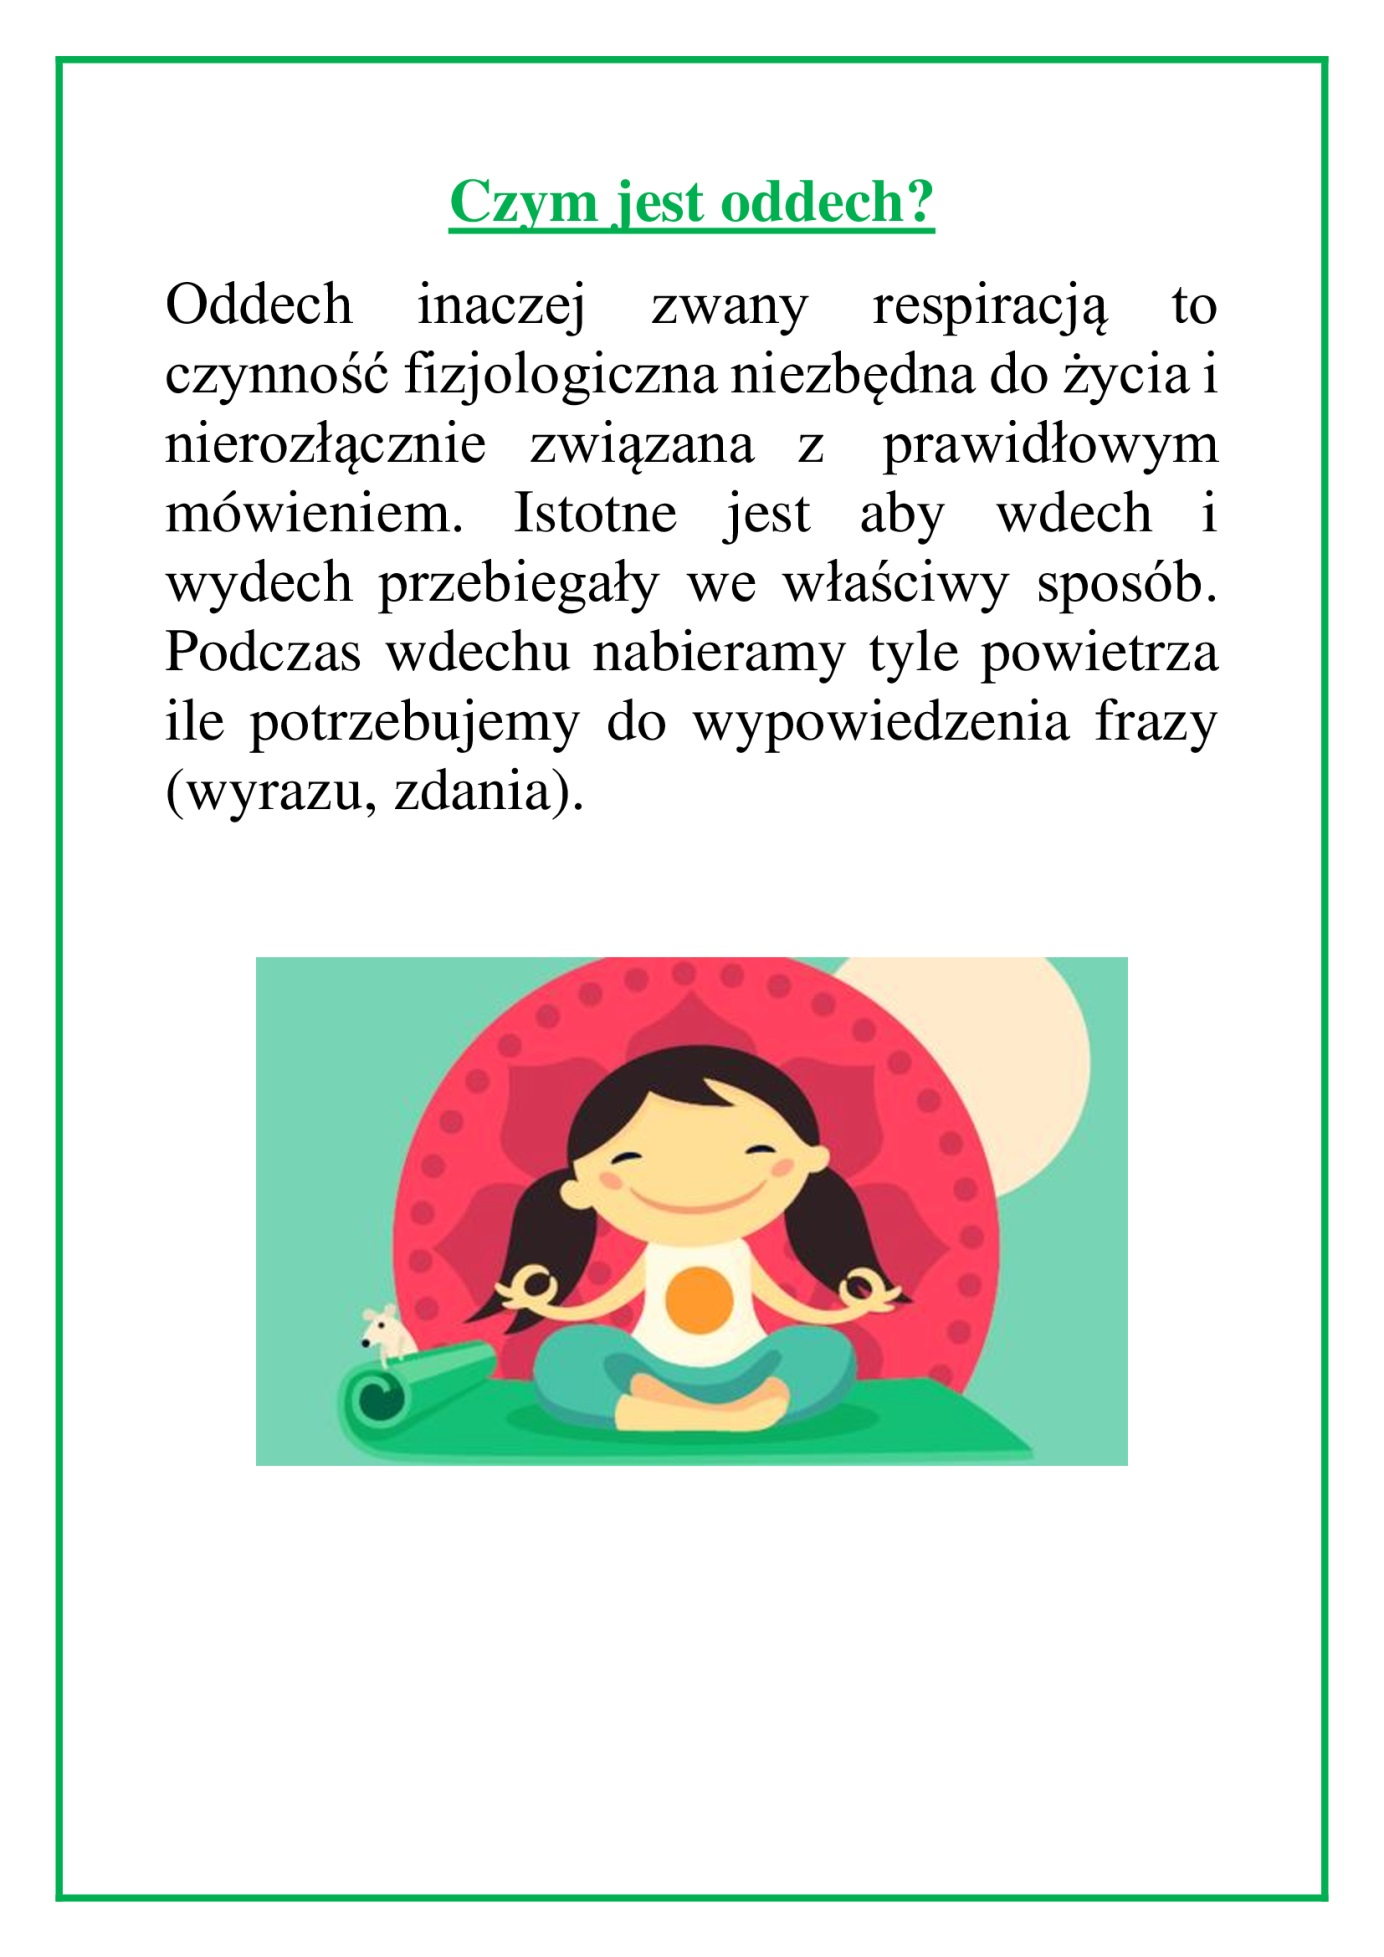 Czym jest oddech?
Oddech inaczej zwany respiracją to
czynność fizjologiczna niezbędna do życia i
nierozłącznie związana z prawidłowym
mówieniem. Istotne jest aby wdech i
wydech przebiegały we właściwy sposób.
Podczas wdechu nabieramy tyle powietrza
ile potrzebujemy do wypowiedzenia frazy
(wyrazu, zdania).